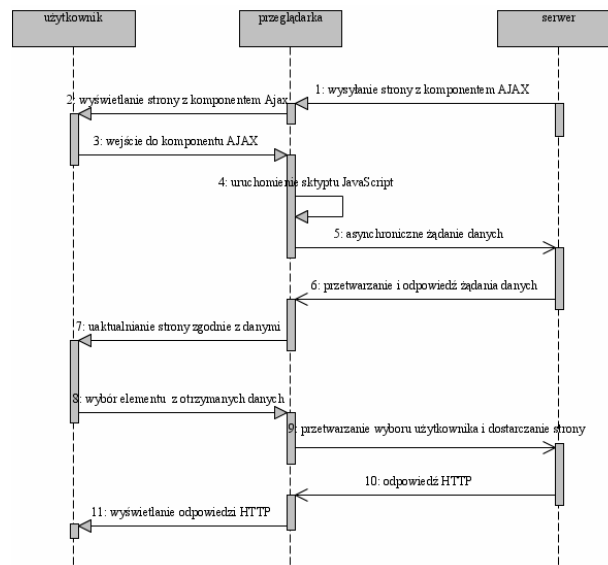 użytkownik
przeglądarka
serwer
1: wysyłanie strony z komponentem AJAX
2: wyświetlanie strony z komponentem Ajax
3: wejście do komponentu AJAX
4: uruchomienie sktyptu JavaScript
5: asynchroniczne żądanie danych
6: przetwarzanie i odpowiedź żądania danych
7: uaktualnianie strony zgodnie z danymi
8: wybór elementu z otrzymanych danych
9: przetwarzanie wyboru użytkownika i dostarczanie strony
10: odpowiedź HTTP
11: wyświetlanie odpowiedzi HTTP